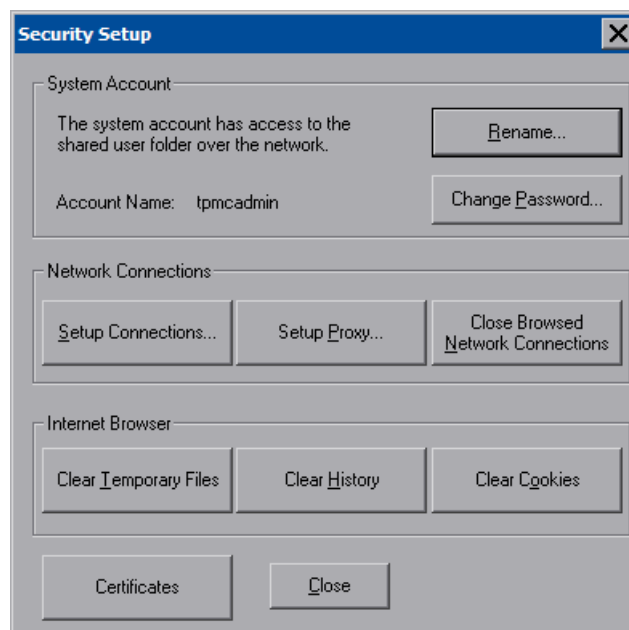 Security Setup
System Account
The system account has access to the
shared user folder over the network.
Rename...
Account Name: tpmcadmin
Change Password...
Network Connections
Setup Connections...
Setup Proxy...
Close Browsed
Network Connections
Internet Browser
Clear Temporary Files
Clear History
Clear Cookies
Certificates
Close